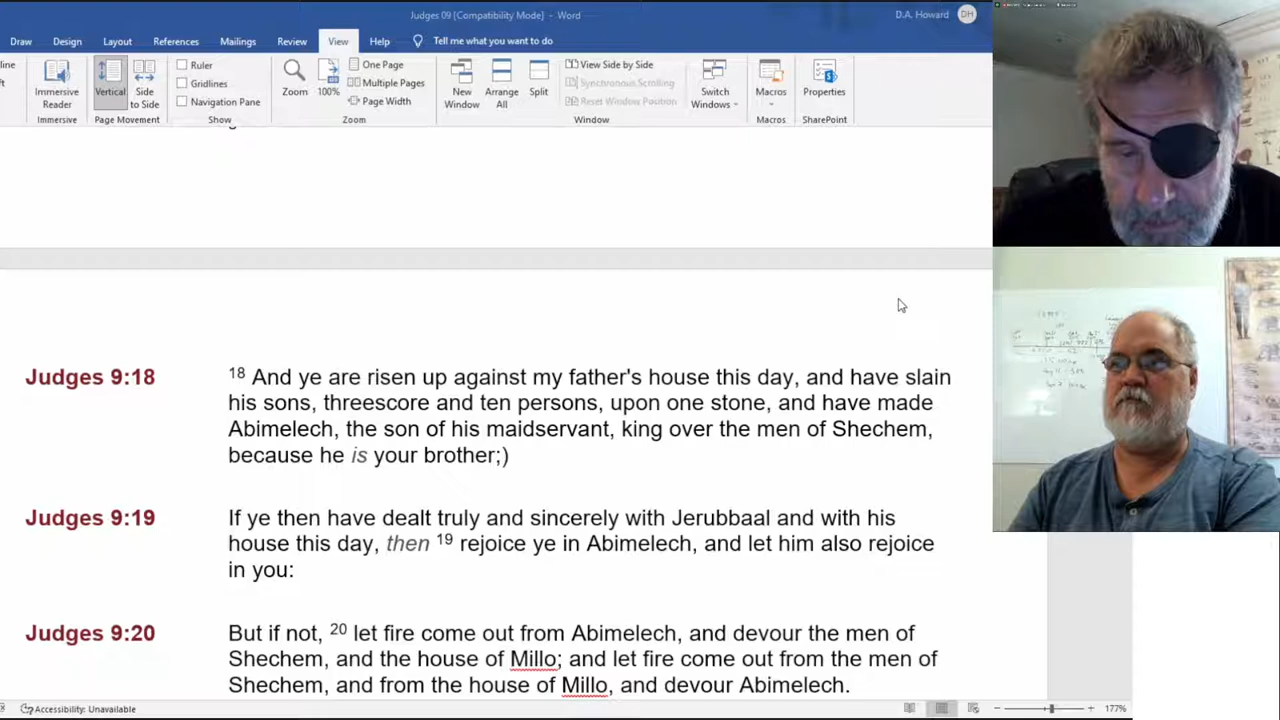 Judges 09 [Compatibility Mode] - Word
D.A. Howard DH
Draw Design Layout References Mailings Review View Help Tell me what you want to do
Ruler
Gridlines
Navigation Pane
Immersive Reader
Vertical
Side to Side
Zoom
100%
One Page
Multiple Pages
Page Width
New Window
Arrange All
Split
View Side by Side
Synchronous Scrolling
Reset Window Position
Switch Windows
Macros
Properties
Immersive Page Movement Show Zoom Window Macros SharePoint
Judges 9:18 18 And ye are risen up against my father's house this day, and have slain
his sons, threescore and ten persons, upon one stone, and have made
Abimelech, the son of his maidservant, king over the men of Shechem,
because he is your brother;)
Judges 9:19 If ye then have dealt truly and sincerely with Jerubbaal and with his
house this day, then 19 rejoice ye in Abimelech, and let him also rejoice
in you:
Judges 9:20 But if not, 20 let fire come out from Abimelech, and devour the men of
Shechem, and the house of Millo; and let fire come out from the men of
Shechem, and from the house of Millo, and devour Abimelech.
Accessibility: Unavailable
177%